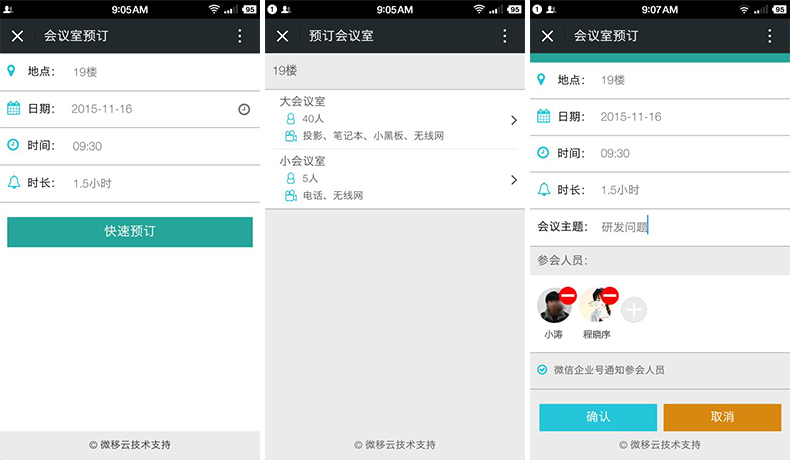 9:05AM
95
会议室预订
地点: 19楼
日期: 2015-11-16
时间: 09:30
时长: 1.5小时
快速预订
© 微移云技术支持
1
9:05AM
95
预订会议室
19楼
大会议室
40人
投影、笔记本、小黑板、无线网
小会议室
5人
电话、无线网
© 微移云技术支持
1
9:07AM
95
会议室预订
地点: 19楼
日期: 2015-11-16
时间: 09:30
时长: 1.5小时
会议主题: 研发问题
参会人员:
小涛 程晓序
微信企业号通知参会人员
确认 取消
© 微移云技术支持